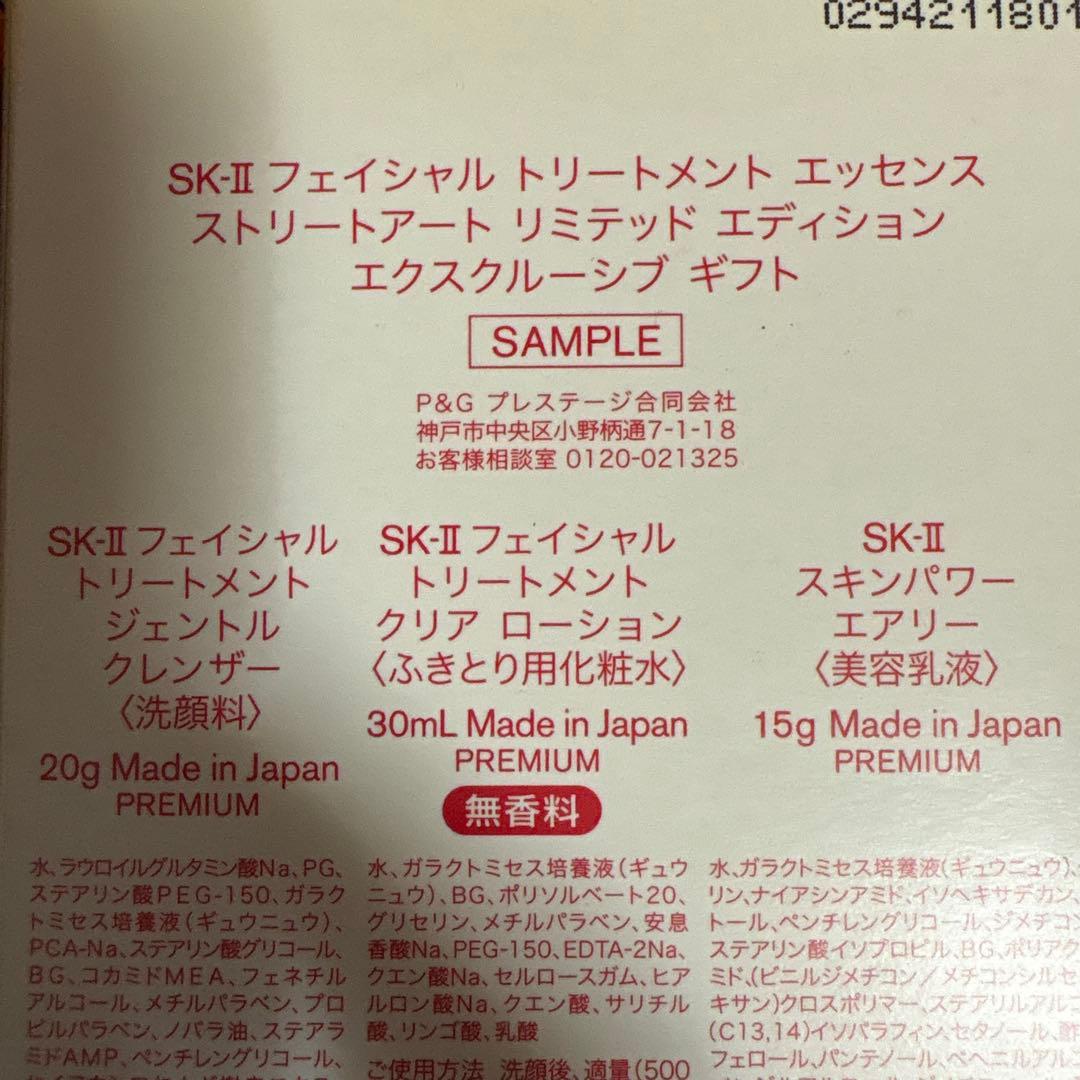 02942118801
SK-Ⅱ フェイシャル トリートメント エッセンス
ストリートアート リミテッド エディション
エクスクルーシブ ギフト
SAMPLE
P&G プレステージ合同会社
神戸市中央区小野柄通7-1-18
お客様相談室 0120-021325
SK-Ⅱ フェイシャル
トリートメント
ジェントル
クレンザー
〈洗顔料〉
20g Made in Japan
PREMIUM
水、ラウロイルグルタミン酸Na、PG、
ステアリン酸PEG-150、ガラク
トミセス培養液(ギュウニュウ)、
PCA-Na、ステアリン酸グリコール、
BG、コカミドMEA、フェネチル
アルコール、メチルパラベン、プロ
ピルパラベン、ノバラ油、ステアラ
ミドAMP、ペンチレングリコール、
SK-Ⅱ フェイシャル
トリートメント
クリア ローション
〈ふきとり用化粧水〉
30mL Made in Japan
PREMIUM
無香料
水、ガラクトミセス培養液(ギュウ
ニュウ)、BG、ポリソルベート20、
グリセリン、メチルパラベン、安息
香酸Na、PEG-150、EDTA-2Na、
クエン酸Na、セルロースガム、ヒア
ルロン酸Na、クエン酸、サリチル
酸、リンゴ酸、乳酸
ご使用方法 洗顔後、適量(500
SK-Ⅱ
スキンパワー
エアリー
〈美容乳液〉
15g Made in Japan
PREMIUM
水、ガラクトミセス培養液(ギュウニュウ)、
リン、ナイアシンアミド、イソヘキサデカン、
トール、ペンチレングリコール、ジメチコン
ステアリン酸イソプロピル、BG、ポリアク
ミド、(ビニルジメチコン/メチコンシルセ
キサン)クロスポリマー、ステアリルアルコ
(C13,14)イソパラフィン、セタノール、酢
フェロール、パンテノール、ベヘニルアルコ